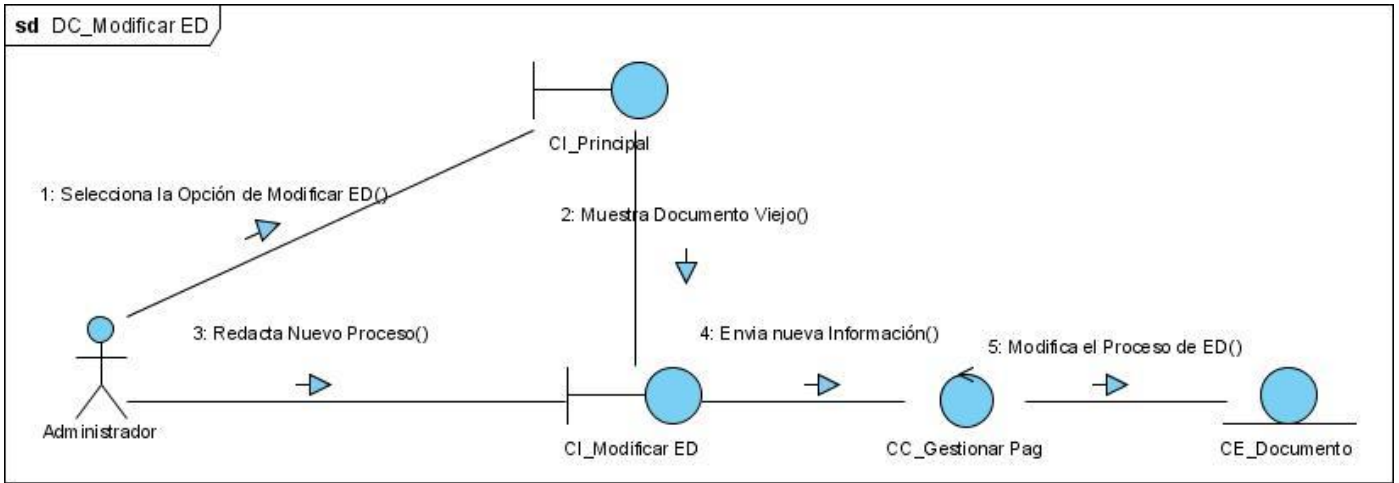 sd DC_Modificar ED
CI_Principal
1: Selecciona la Opción de Modificar ED()
2: Muestra Documento Viejo()
3: Redacta Nuevo Proceso()
4: Envia nueva Información()
5: Modifica el Proceso de ED()
Administrador
CI_Modificar ED
CC_Gestionar Pag
CE_Documento